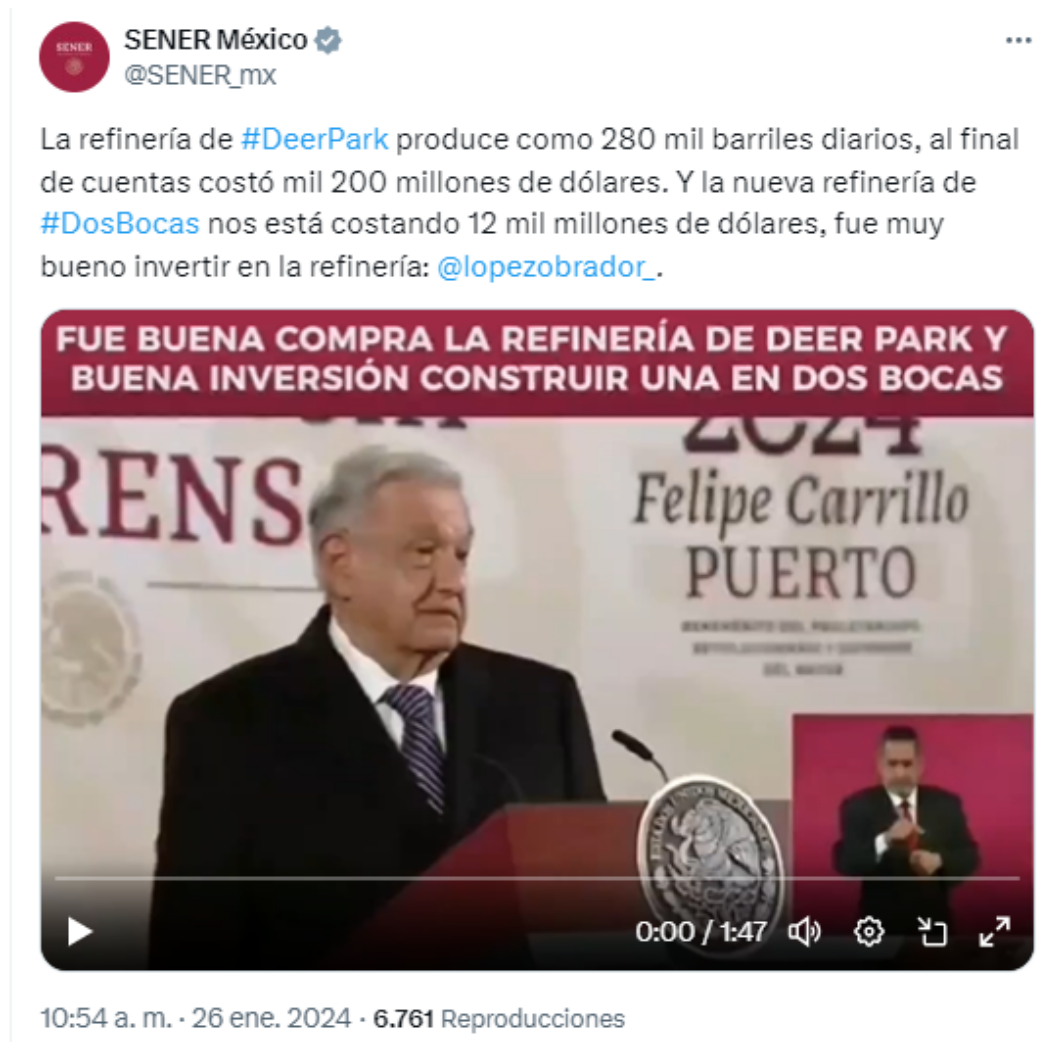 SENER
SENER México
@SENER_mx
La refinería de #DeerPark produce como 280 mil barriles diarios, al final
de cuentas costó mil 200 millones de dólares. Y la nueva refinería de
#DosBocas nos está costando 12 mil millones de dólares, fue muy
bueno invertir en la refinería: @lopezobrador_.
FUE BUENA COMPRA LA REFINERÍA DE DEER PARK Y
BUENA INVERSIÓN CONSTRUIR UNA EN DOS BOCAS
RENS
2024
Felipe Carrillo
PUERTO
0:00 / 1:47
10:54 a. m. · 26 ene. 2024 · 6.761 Reproducciones